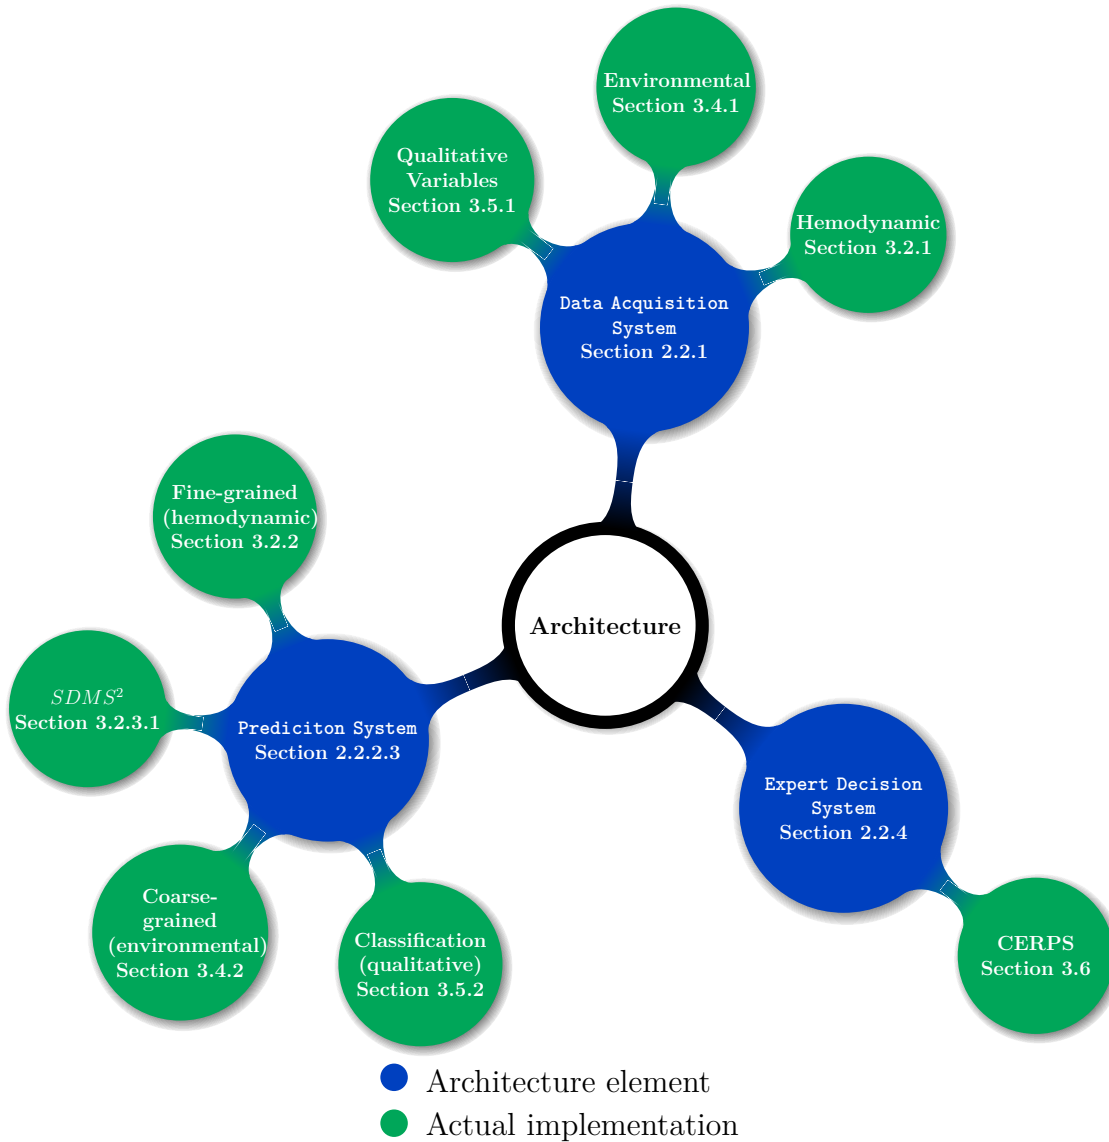 Environmental
Section 3.4.1
Qualitative
Variables
Section 3.5.1
Hemodynamic
Section 3.2.1
Data Acquisition
System
Section 2.2.1
Fine-grained
(hemodynamic)
Section 3.2.2
Architecture
SDMS²
Section 3.2.3.1
Prediciton System
Section 2.2.2.3
Expert Decision
System
Section 2.2.4
Coarse-
grained
(environmental)
Section 3.4.2
Classification
(qualitative)
Section 3.5.2
CERPS
Section 3.6
Architecture element
Actual implementation